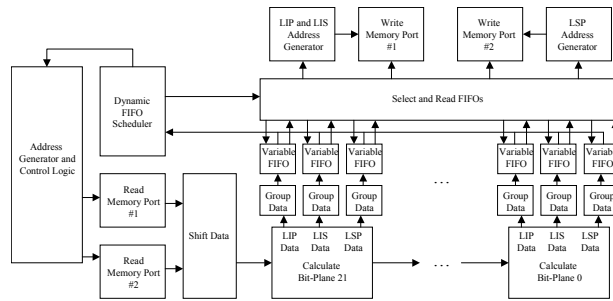 LIP and LIS
Address
Generator
Write
Memory Port
#1
Write
Memory Port
#2
LSP
Address
Generator
Dynamic
FIFO
Scheduler
Select and Read FIFOs
Address
Generator and
Control Logic
Variable
FIFO
Variable
FIFO
Variable
FIFO
Variable
FIFO
Variable
FIFO
Variable
FIFO
...
Read
Memory Port
#1
Group
Data
Group
Data
Group
Data
Group
Data
Group
Data
Group
Data
Shift Data
LIP
Data
LIS
Data
LSP
Data
Calculate
Bit-Plane 21
...
LIP
Data
LIS
Data
LSP
Data
Calculate
Bit-Plane 0
Read
Memory Port
#2